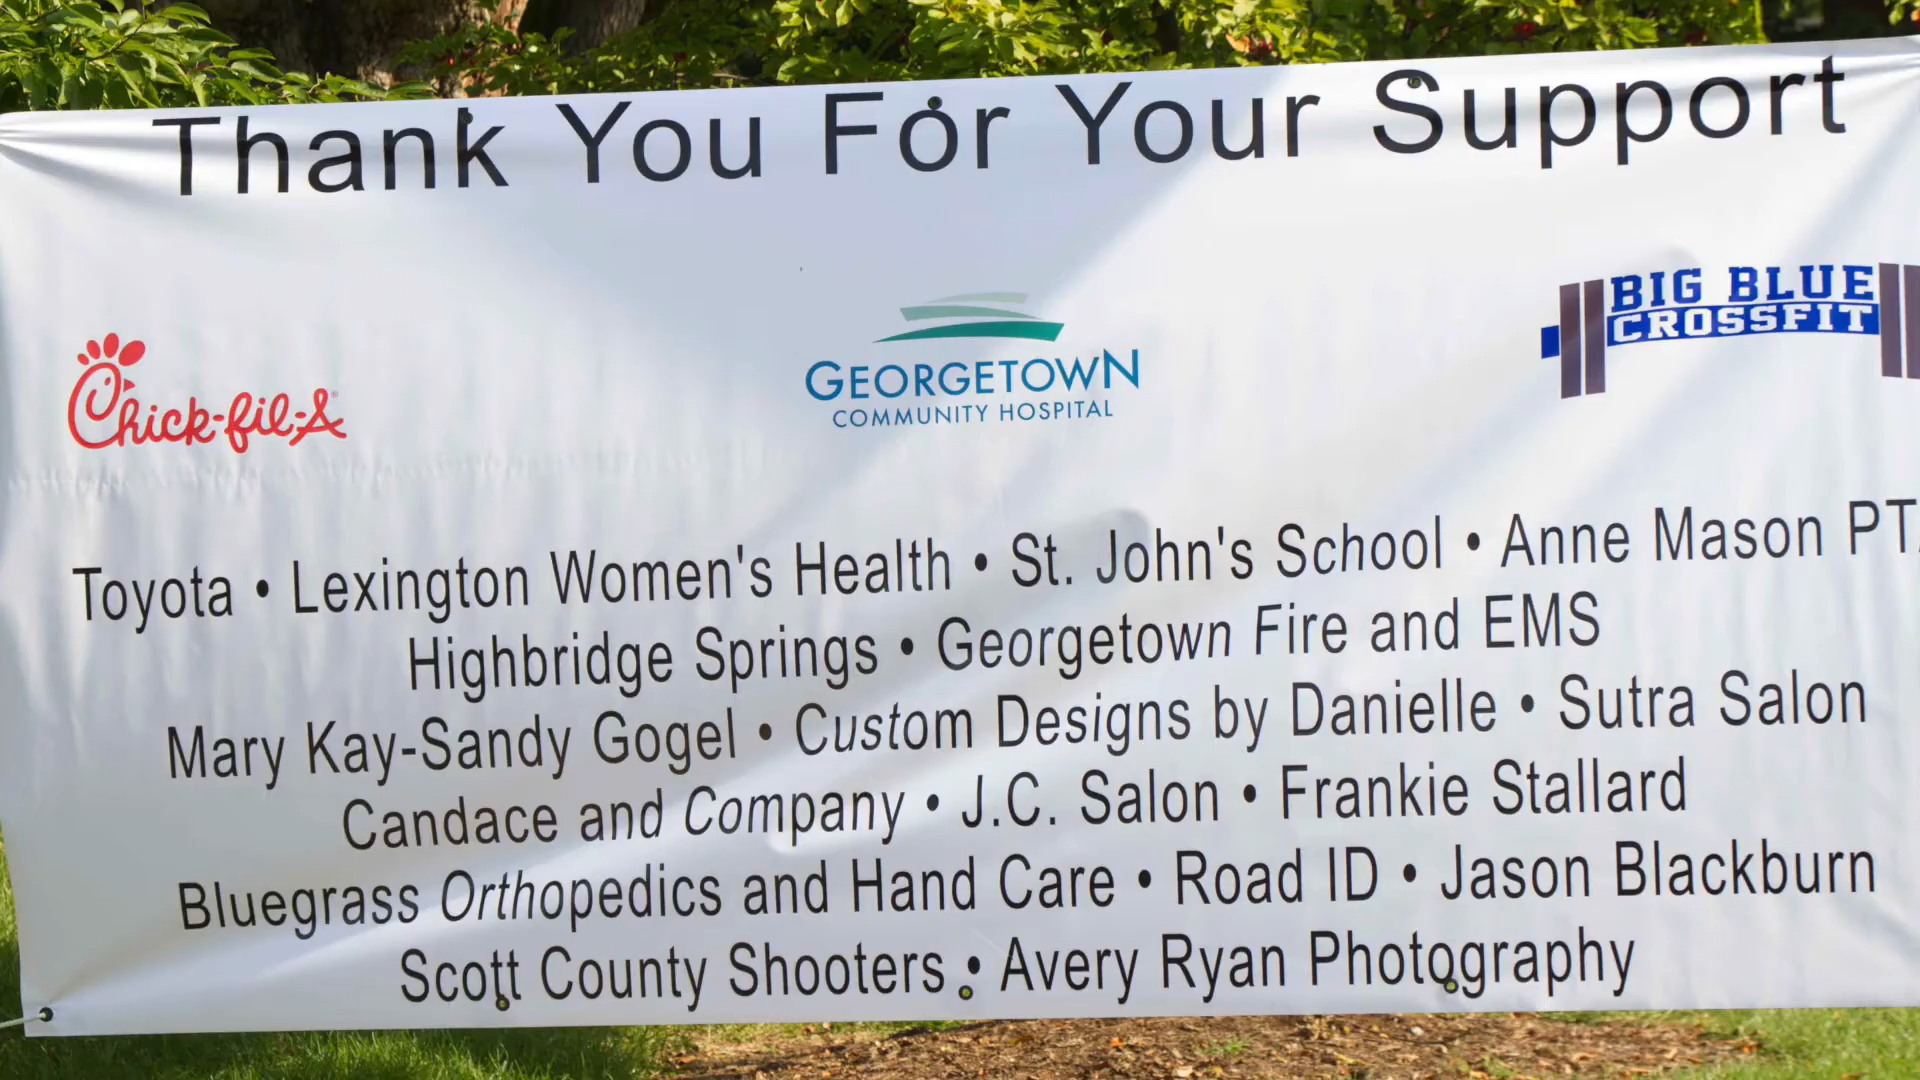 Thank You For Your Support
Chick-fil-A®
GEORGETOWN
COMMUNITY HOSPITAL
BIG BLUE
CROSSFIT
Toyota • Lexington Women's Health • St. John's School • Anne Mason PT
Highbridge Springs • Georgetown Fire and EMS
Mary Kay-Sandy Gogel • Custom Designs by Danielle • Sutra Salon
Candace and Company • J.C. Salon • Frankie Stallard
Bluegrass Orthopedics and Hand Care • Road ID • Jason Blackburn
Scott County Shooters • Avery Ryan Photography